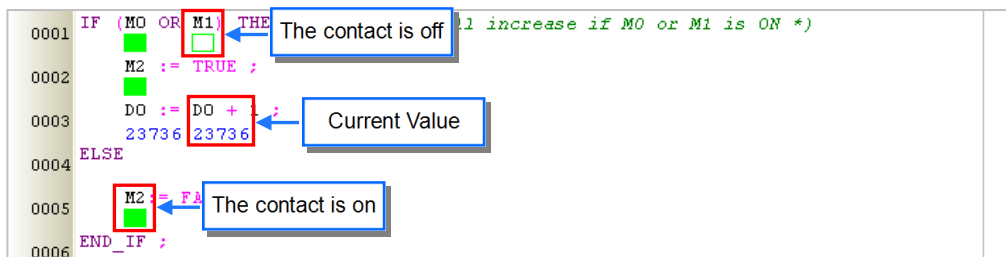 0001 IF (M0 OR M1) THE The contact is off ll increase if M0 or M1 is ON *)
0002 M2 := TRUE ;
0003 D0 := D0 + 1 ;
23736 23736 Current Value
0004 ELSE
0005 M2:= FA The contact is on
0006 END_IF ;